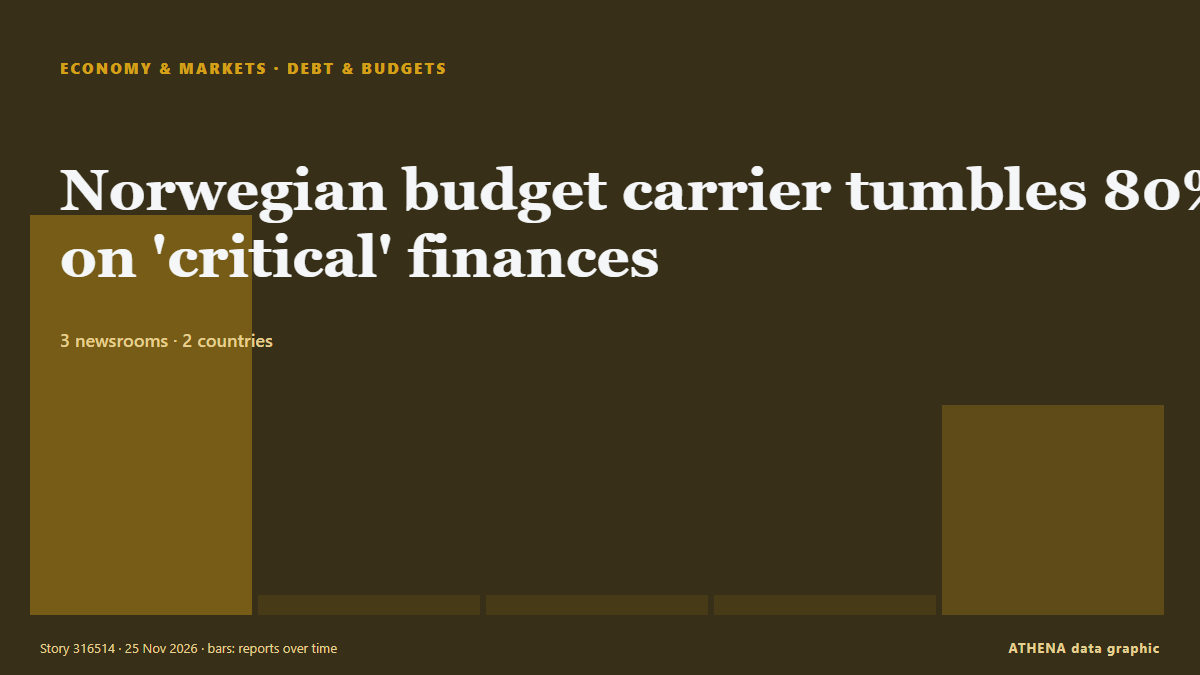 ECONOMY & MARKETS · DEBT & BUDGETS
Norwegian budget carrier tumbles 80%
on 'critical' finances
3 newsrooms · 2 countries
Story 316514 · 25 Nov 2026 · bars: reports over time
ATHENA data graphic